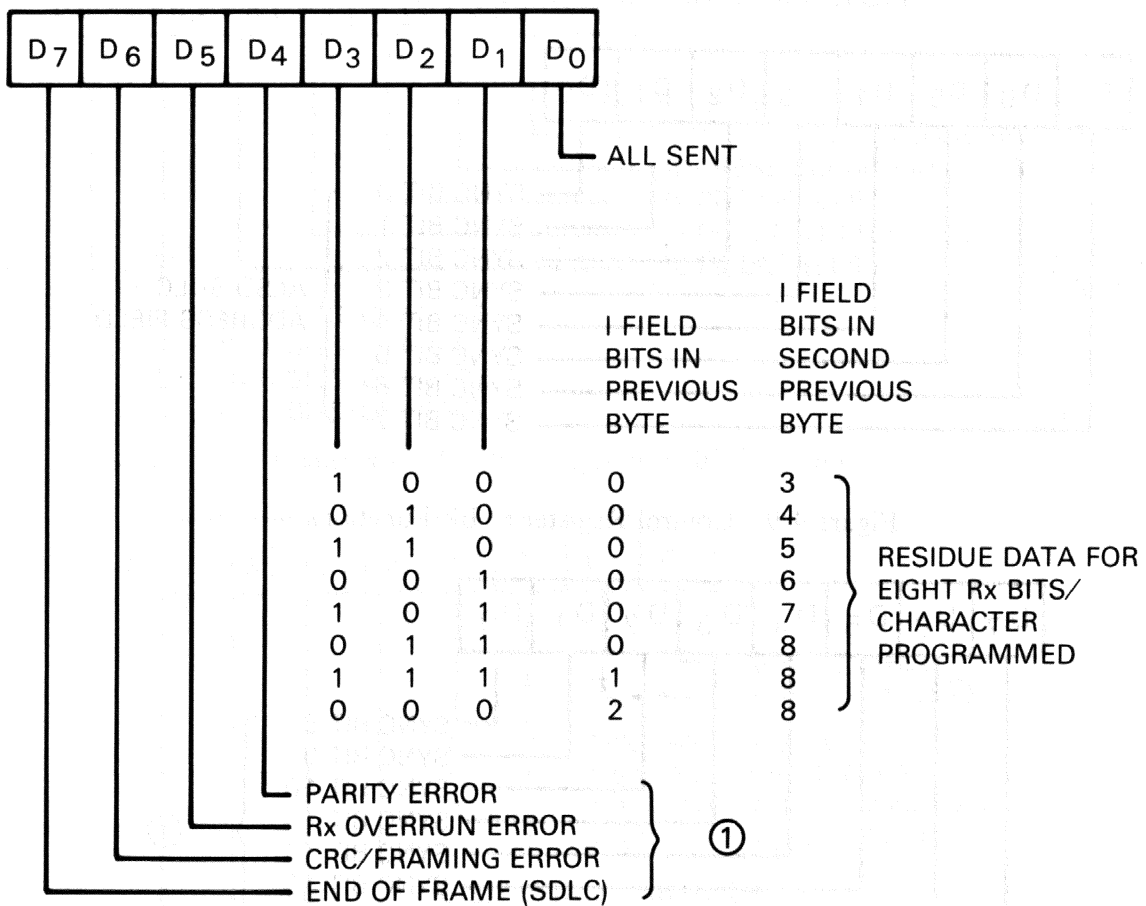 D7 D6 D5 D4 D3 D2 D1 D0
ALL SENT
I FIELD
BITS IN
PREVIOUS
BYTE
I FIELD
BITS IN
SECOND
PREVIOUS
BYTE
1 0 0 0 3
0 1 0 0 4
1 1 0 0 5
0 0 1 0 6
1 0 1 0 7
0 1 1 0 8
1 1 1 1 8
0 0 0 2 8
RESIDUE DATA FOR
EIGHT Rx BITS/
CHARACTER
PROGRAMMED
PARITY ERROR
Rx OVERRUN ERROR
CRC/FRAMING ERROR
END OF FRAME (SDLC)
①